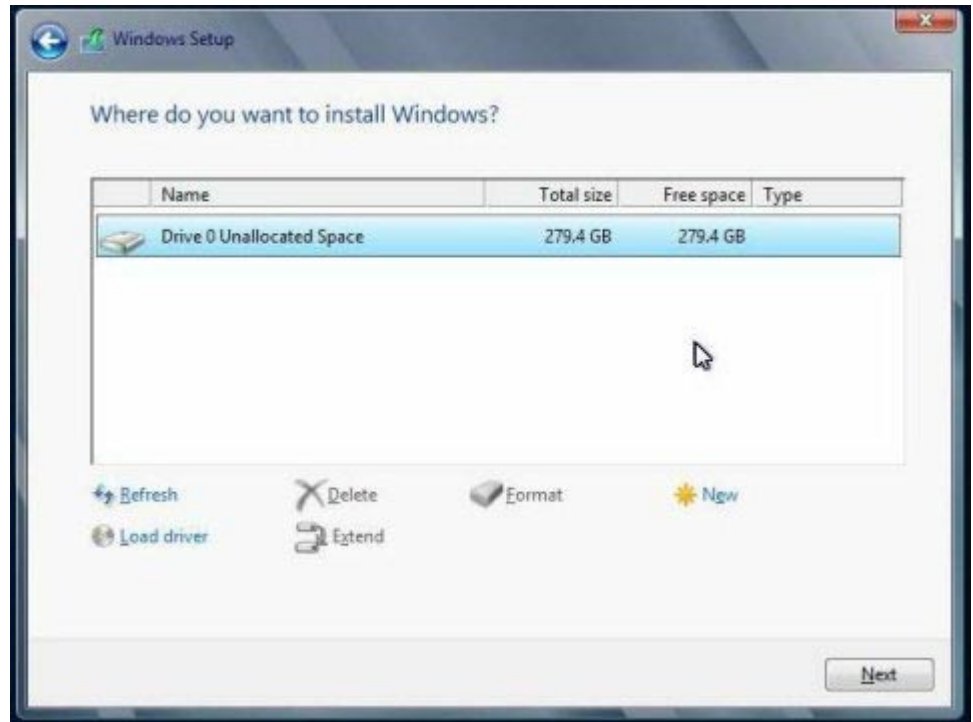 Windows Setup
Where do you want to install Windows?
Name Total size Free space Type
Drive 0 Unallocated Space 279.4 GB 279.4 GB
Refresh Delete Format New
Load driver Extend
Next